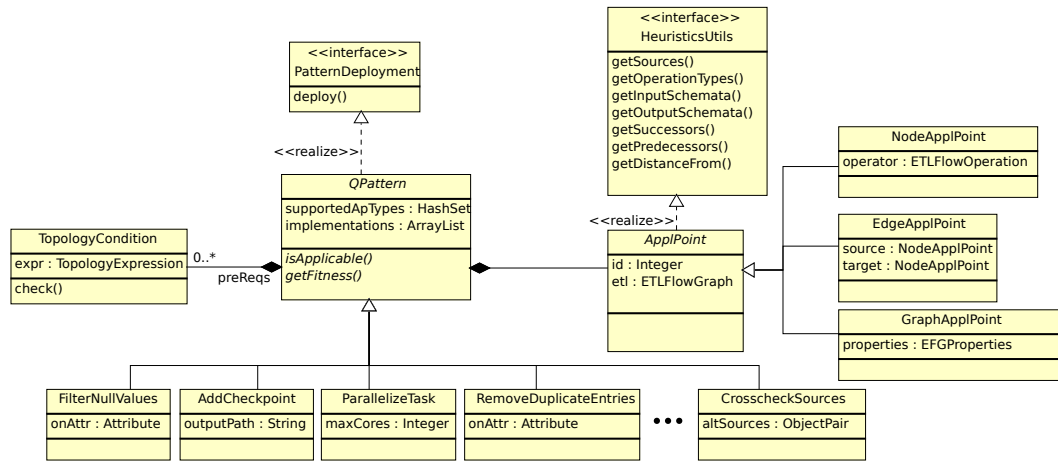 <<interface>>
PatternDeployment
deploy()
<<interface>>
HeuristicsUtils
getSources()
getOperationTypes()
getInputSchemata()
getOutputSchemata()
getSuccessors()
getPredecessors()
getDistanceFrom()
<<realize>>
<<realize>>
QPattern
supportedApTypes : HashSet
implementations : ArrayList
isApplicable()
getFitness()
TopologyCondition
expr : TopologyExpression
check()
0..*
preReqs
ApplPoint
id : Integer
etl : ETLFlowGraph
NodeApplPoint
operator : ETLFlowOperation
EdgeApplPoint
source : NodeApplPoint
target : NodeApplPoint
GraphApplPoint
properties : EFGProperties
FilterNullValues
onAttr : Attribute
AddCheckpoint
outputPath : String
ParallelizeTask
maxCores : Integer
RemoveDuplicateEntries
onAttr : Attribute
•••
CrosscheckSources
altSources : ObjectPair